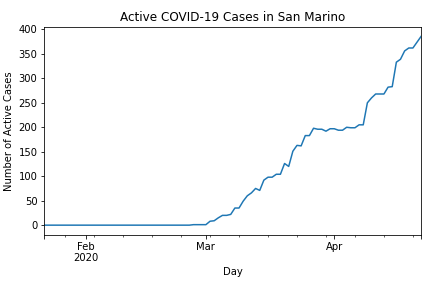 Active COVID-19 Cases in San Marino
400
350
300
250
200
150
100
50
0
Number of Active Cases
Feb
2020
Mar
Apr
Day